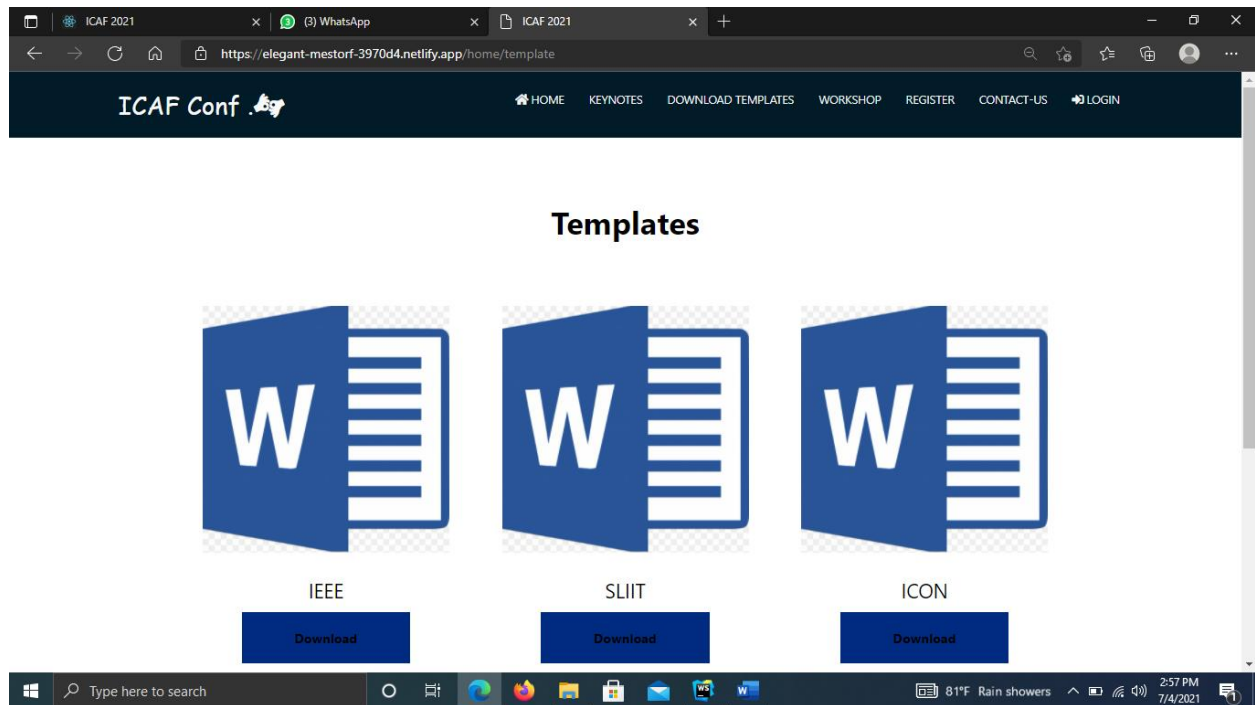 ICAF 2021
(3) WhatsApp
ICAF 2021
https://elegant-mestorf-3970d4.netlify.app/home/template
ICAF Conf .
HOME KEYNOTES DOWNLOAD TEMPLATES WORKSHOP REGISTER CONTACT-US LOGIN
Templates
W W W
IEEE SLIIT ICON
Download Download Download
Type here to search
WS
W
81°F Rain showers
2:57 PM
7/4/2021
1